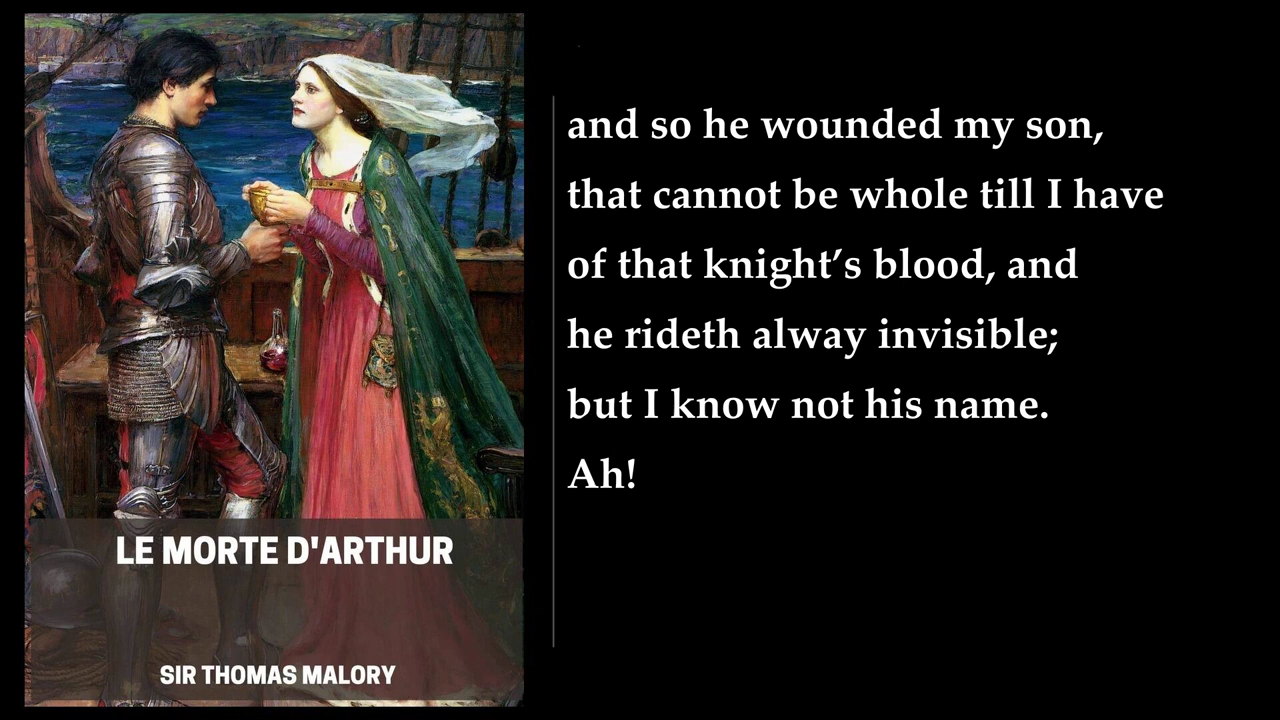 LE MORTE D'ARTHUR
SIR THOMAS MALORY
and so he wounded my son,
that cannot be whole till I have
of that knight’s blood, and
he rideth alway invisible;
but I know not his name.
Ah!